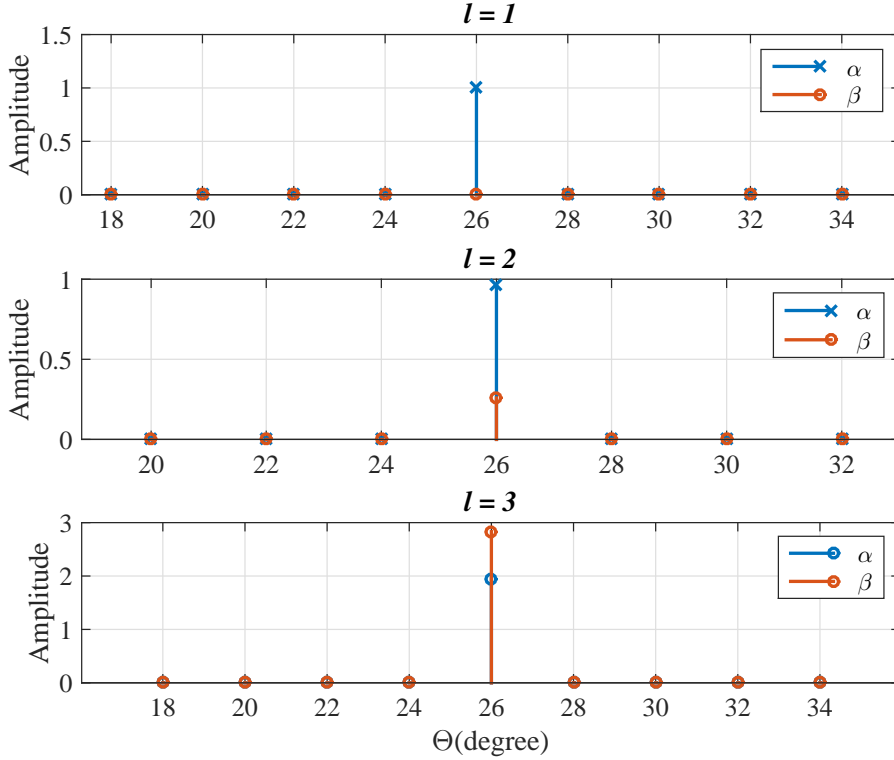 l = 1
Amplitude
1.5
1
0.5
0
18 20 22 24 26 28 30 32 34
α
β
l = 2
Amplitude
1
0.5
0
20 22 24 26 28 30 32
α
β
l = 3
Amplitude
3
2
1
0
18 20 22 24 26 28 30 32 34
α
β
Θ(degree)